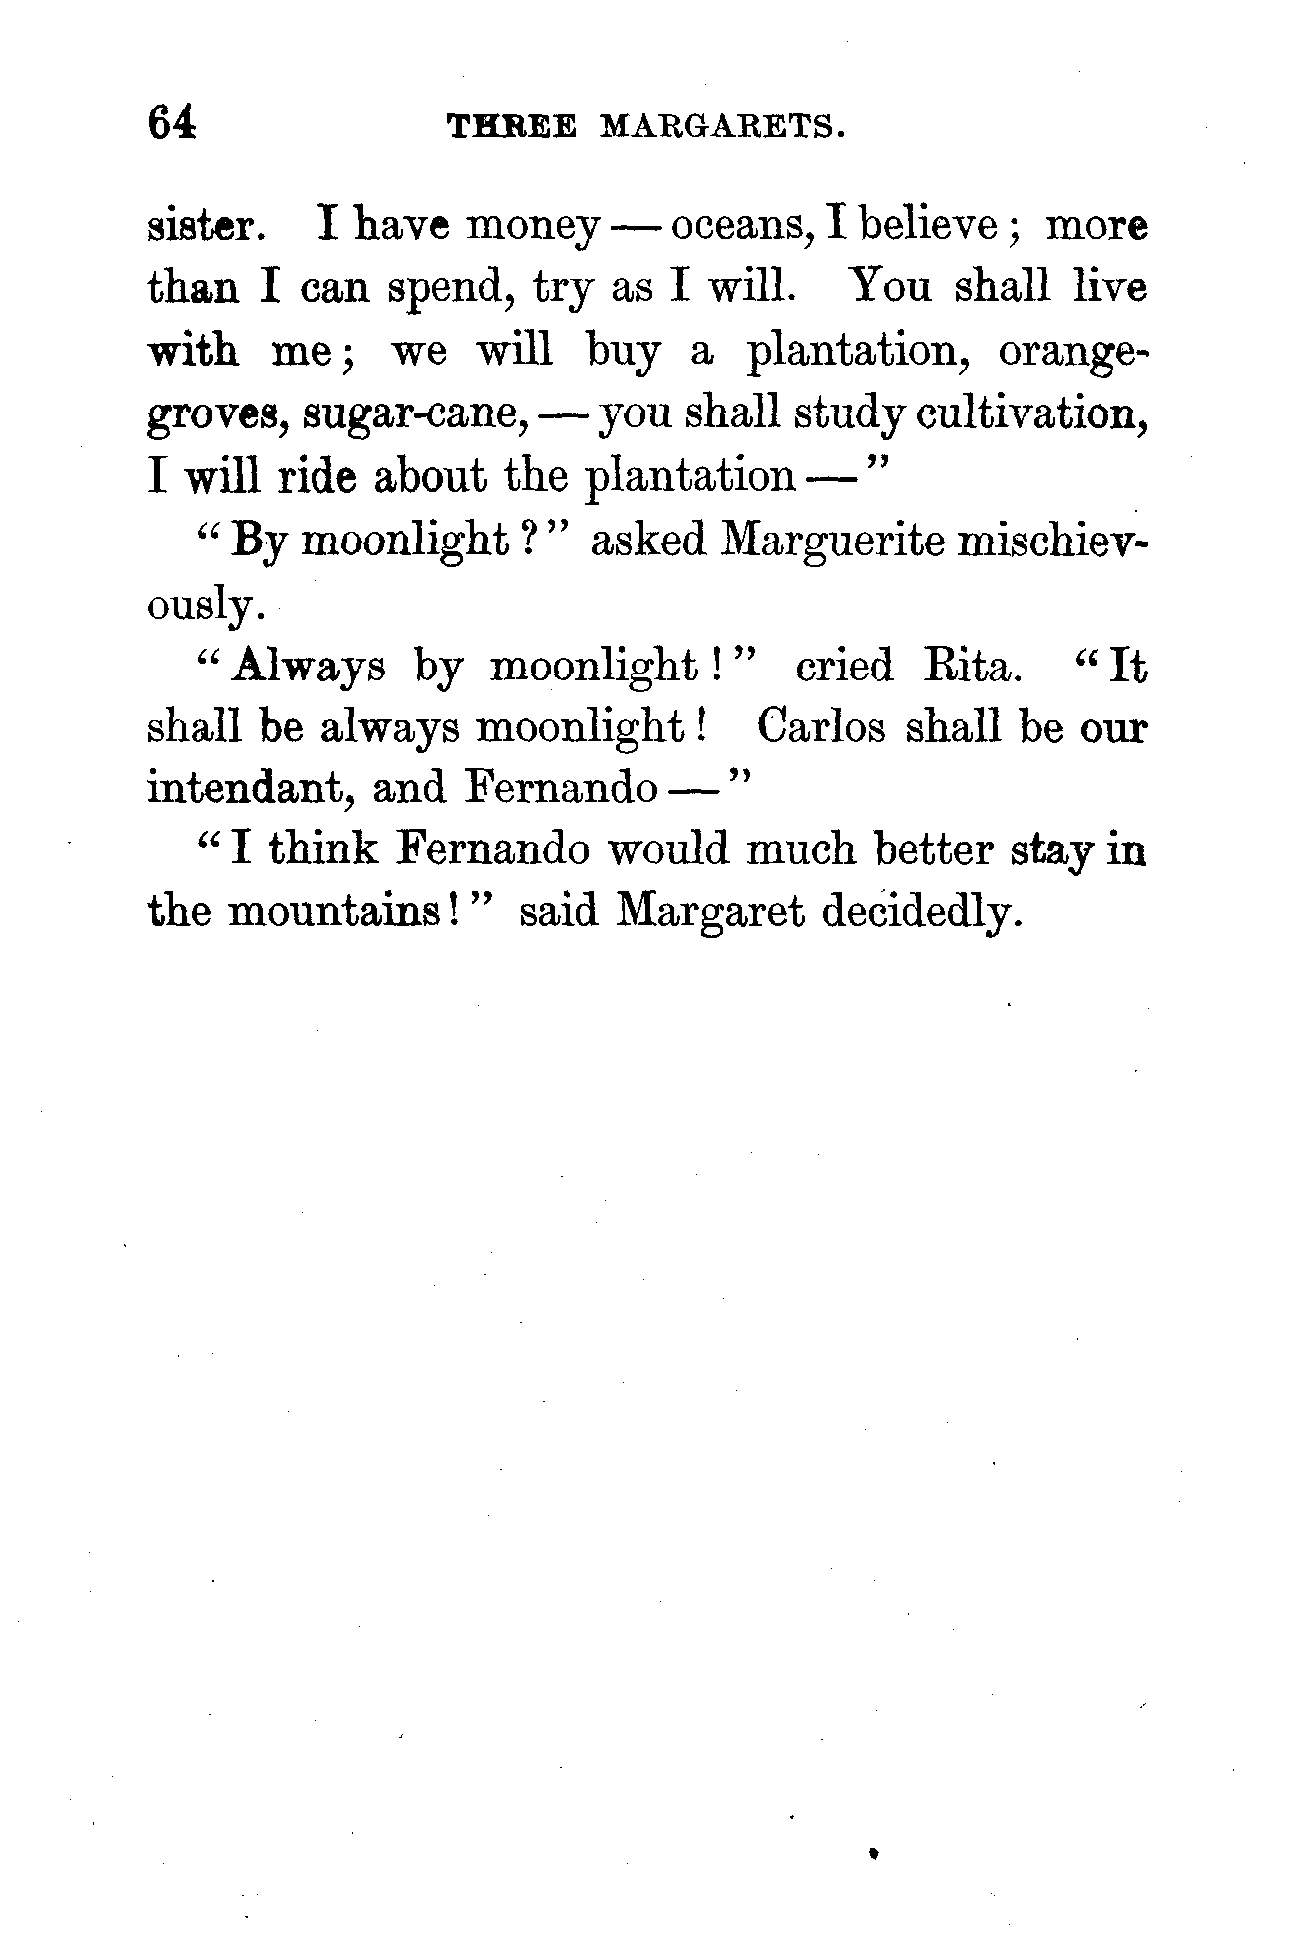 64 THREE MARGARETS.
sister. I have money — oceans, I believe; more
than I can spend, try as I will. You shall live
with me; we will buy a plantation, orange-
groves, sugar-cane, — you shall study cultivation,
I will ride about the plantation — ”
“ By moonlight ? ” asked Marguerite mischiev-
ously.
“ Always by moonlight ! ” cried Rita. “ It
shall be always moonlight ! Carlos shall be our
intendant, and Fernando — ”
“ I think Fernando would much better stay in
the mountains ! ” said Margaret decidedly.